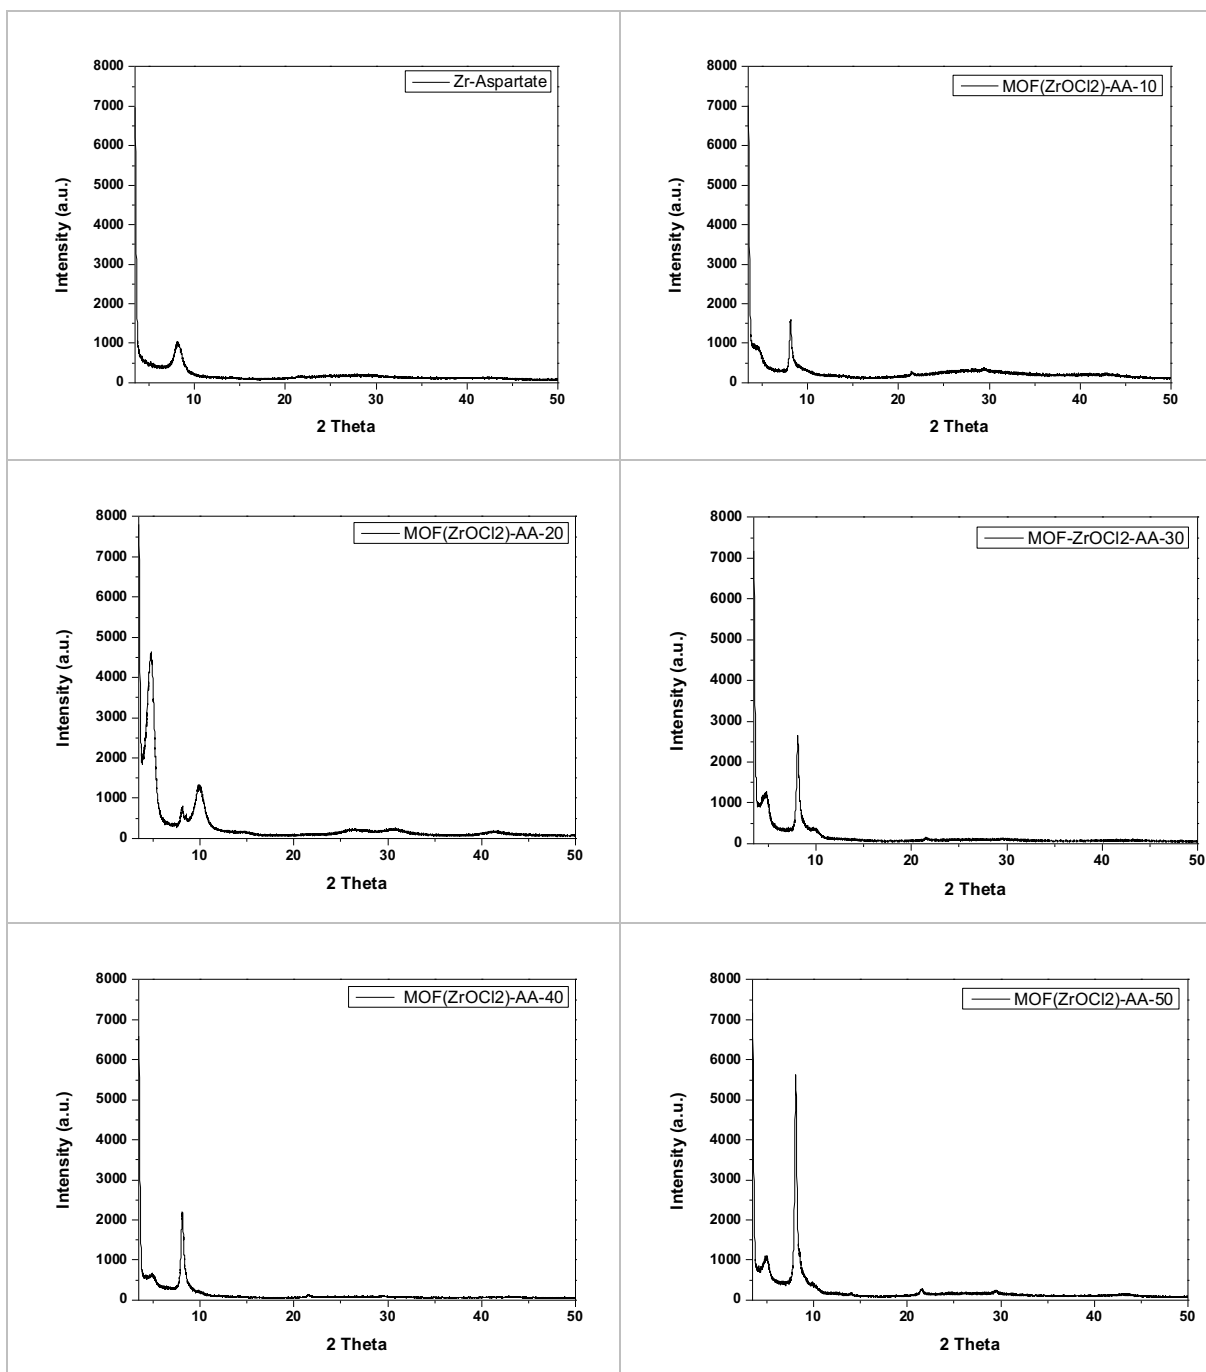 Zr-Aspartate
8000
7000
6000
5000
4000
3000
2000
1000
0
Intensity (a.u.)
10 20 30 40 50
2 Theta
MOF(ZrOCl2)-AA-10
8000
7000
6000
5000
4000
3000
2000
1000
0
Intensity (a.u.)
10 20 30 40 50
2 Theta
MOF(ZrOCl2)-AA-20
8000
7000
6000
5000
4000
3000
2000
1000
0
Intensity (a.u.)
10 20 30 40 50
2 Theta
MOF-ZrOCl2-AA-30
8000
7000
6000
5000
4000
3000
2000
1000
0
Intensity (a.u.)
10 20 30 40 50
2 Theta
MOF(ZrOCl2)-AA-40
8000
7000
6000
5000
4000
3000
2000
1000
0
Intensity (a.u.)
10 20 30 40 50
2 Theta
MOF(ZrOCl2)-AA-50
8000
7000
6000
5000
4000
3000
2000
1000
0
Intensity (a.u.)
10 20 30 40 50
2 Theta